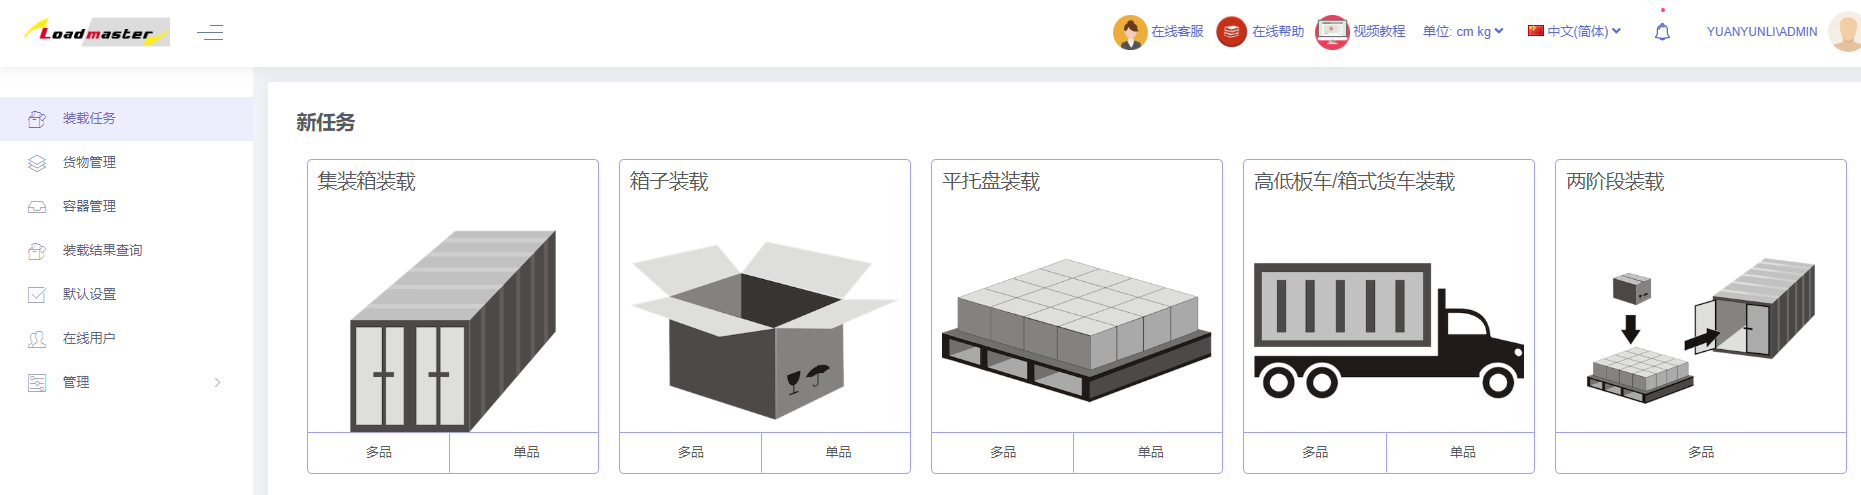 Loadmaster
在线客服
在线帮助
视频教程
单位: cm kg
中文(简体)
YUANYUNLI\ADMIN
装载任务
货物管理
容器管理
装载结果查询
默认设置
在线用户
管理
新任务
集装箱装载
多品
单品
箱子装载
多品
单品
平托盘装载
多品
单品
高低板车/箱式货车装载
多品
单品
两阶段装载
多品